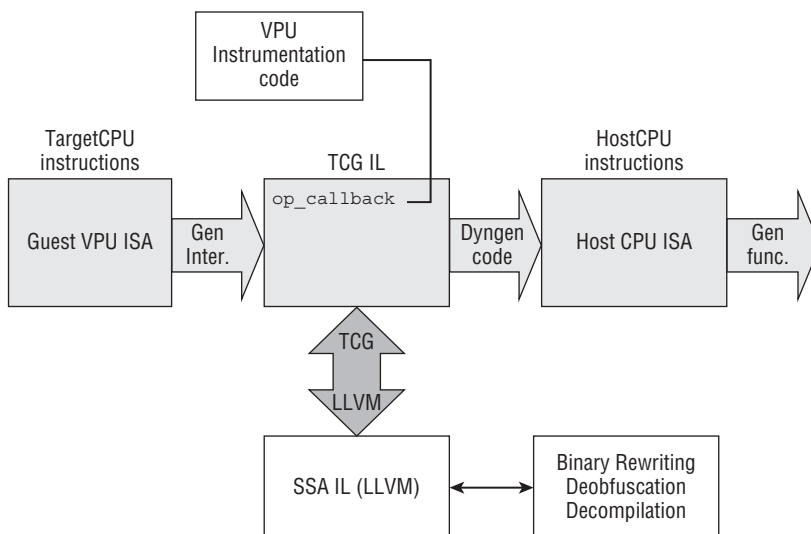 VPU
Instrumentation
code
TargetCPU
instructions
TCG IL
HostCPU
instructions
op_callback
Guest VPU ISA
Gen
Inter.
Dyngen
code
Host CPU ISA
Gen
func.
TCG
LLVM
SSA IL (LLVM)
Binary Rewriting
Deobfuscation
Decompilation